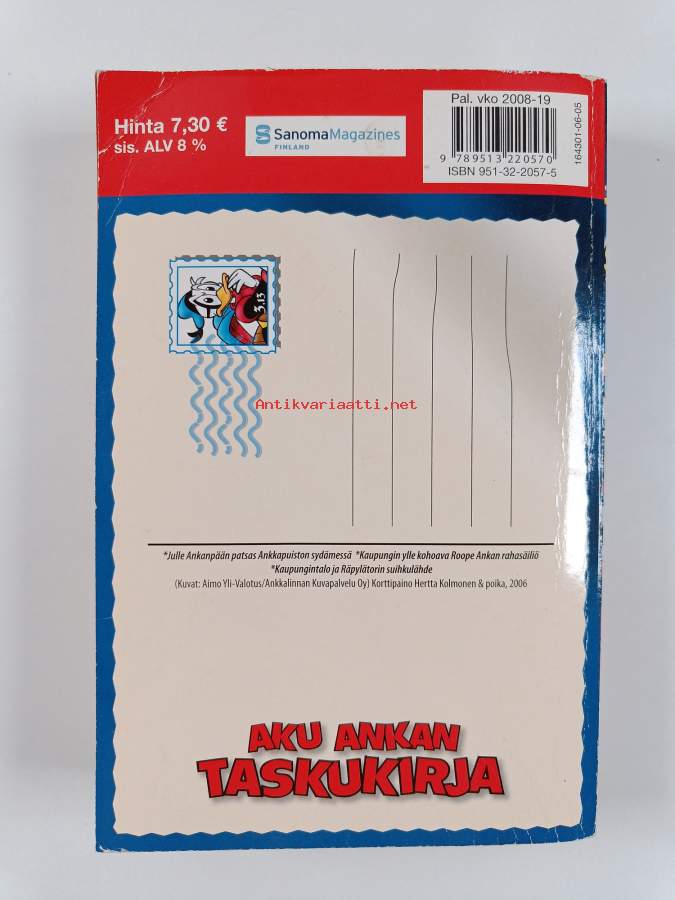 Hinta 7,30 €
sis. ALV 8 %
SanomaMagazines
FINLAND
Pal. vko 2008-19
9 789513 220570
ISBN 951-32-2057-5
164301-06-05
3.13
Antikvariaatti.net
*Julle Ankanpään patsas Ankkapuiston sydämessä *Kaupungin ylle kohoava Roope Ankan rahasäiliö
*Kaupungintalo ja Räpylätorin suihkulähde
(Kuvat: Aimo Yli-Valotus/Ankkalinnan Kuvapalvelu Oy) Korttipaino Hertta Kolmonen & poika, 2006
AKU ANKAN
TASKUKIRJA